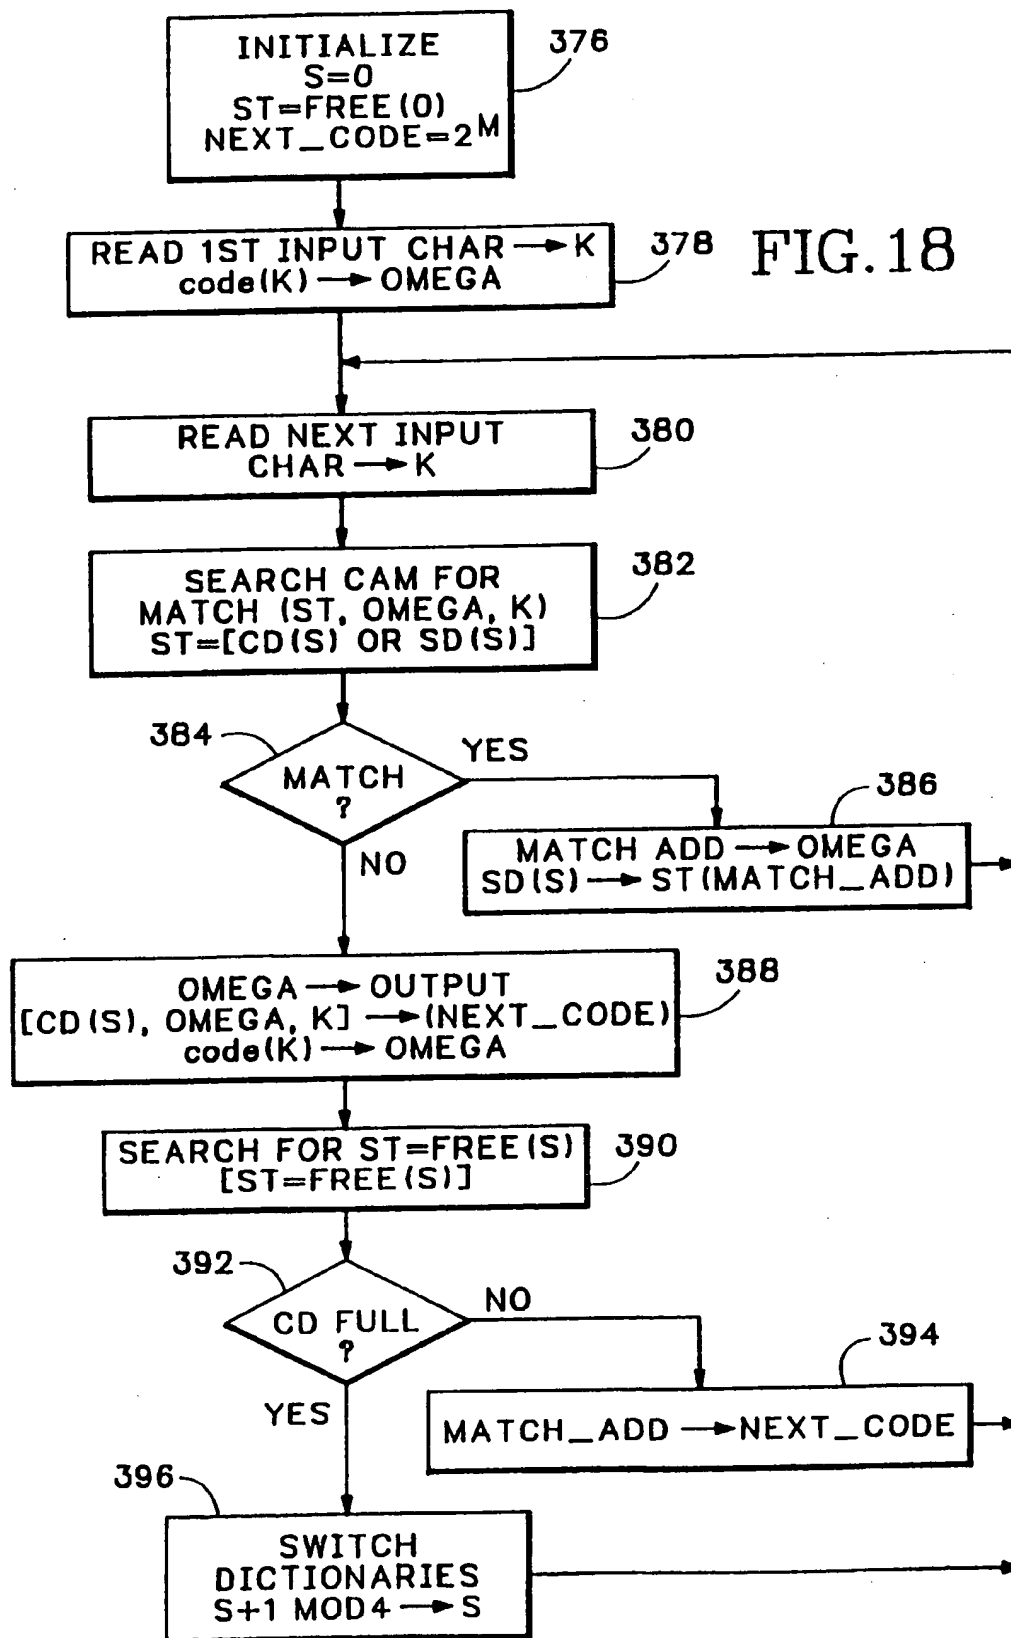 INITIALIZE
S=0
ST=FREE(0)
NEXT_CODE=2^M
376
READ 1ST INPUT CHAR → K
code(K) → OMEGA
378
FIG. 18
READ NEXT INPUT
CHAR → K
380
SEARCH CAM FOR
MATCH (ST, OMEGA, K)
ST=[CD(S) OR SD(S)]
382
384
MATCH
?
YES
NO
386
MATCH ADD → OMEGA
SD(S) → ST(MATCH_ADD)
OMEGA → OUTPUT
[CD(S), OMEGA, K] → (NEXT_CODE)
code(K) → OMEGA
388
SEARCH FOR ST=FREE(S)
[ST=FREE(S)]
390
392
CD FULL
?
NO
YES
394
MATCH_ADD → NEXT_CODE
396
SWITCH
DICTIONARIES
S+1 MOD4 → S